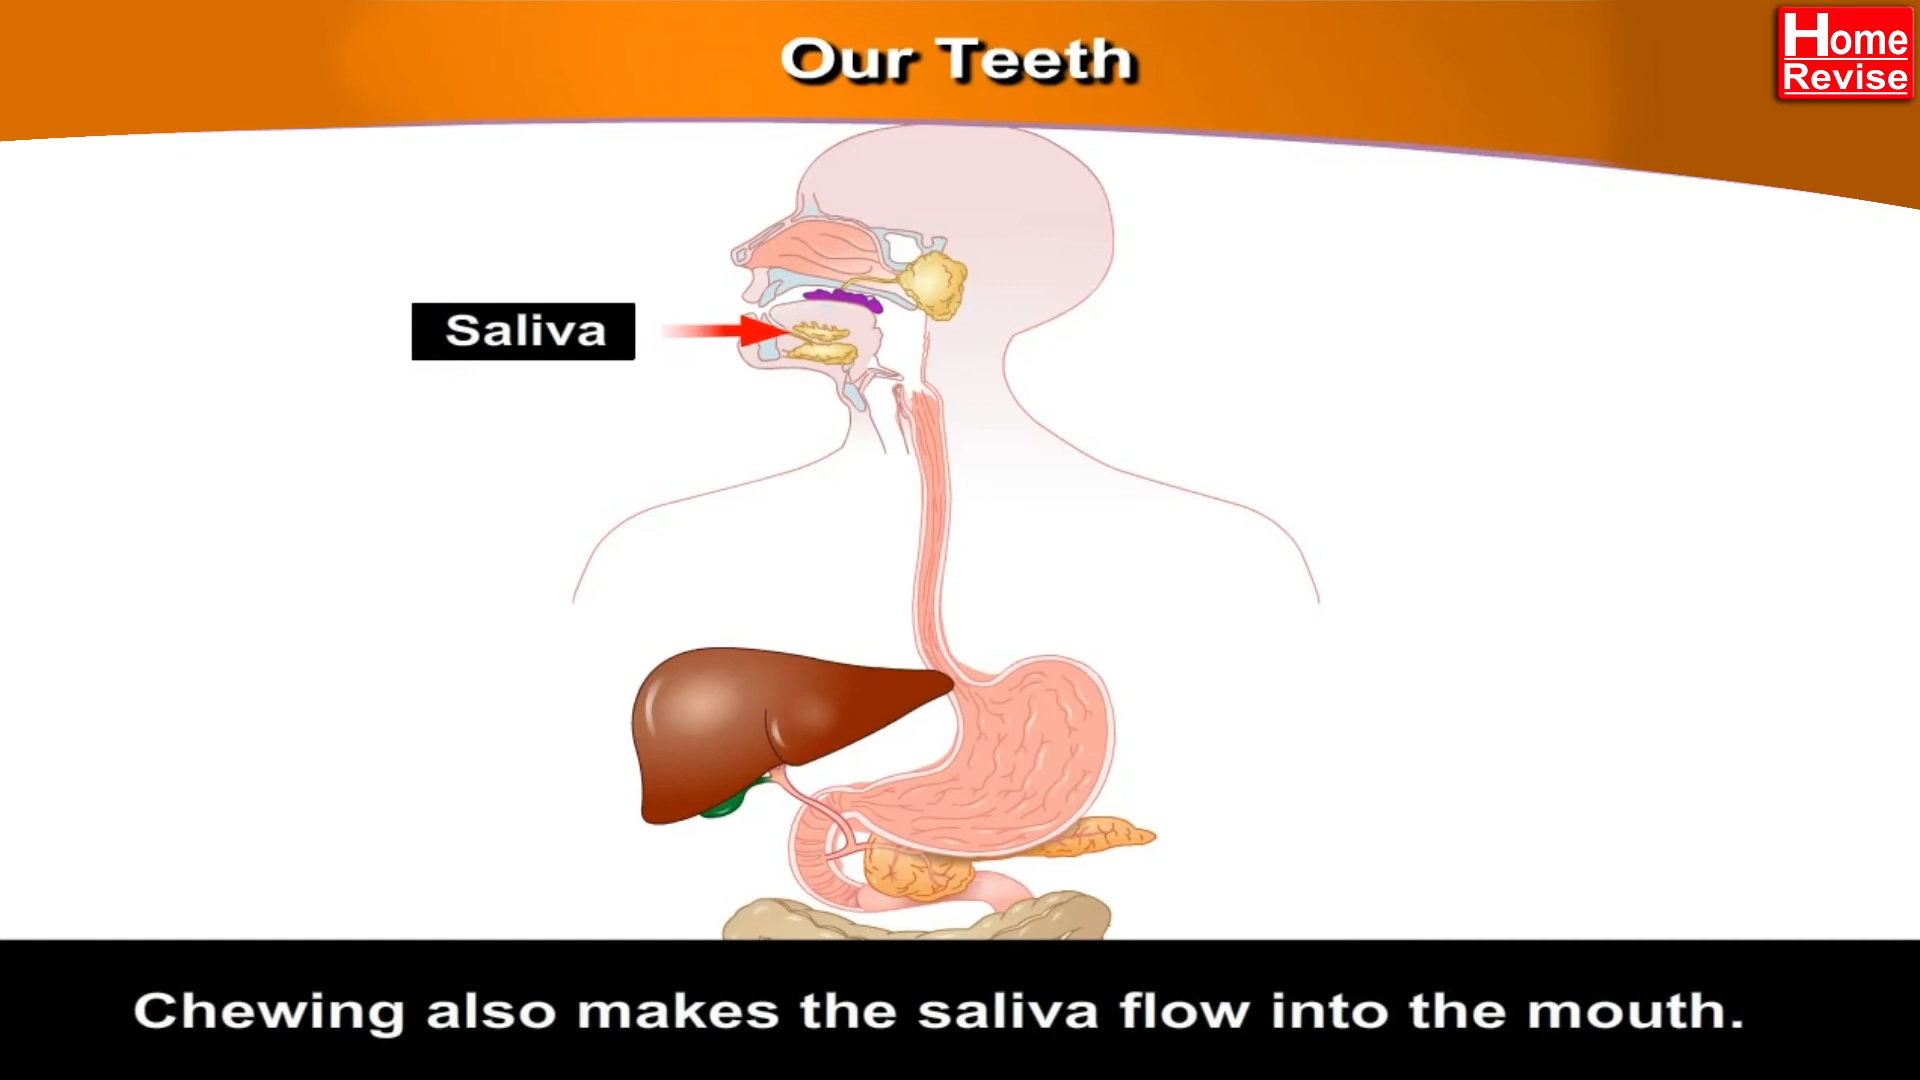 Our Teeth
Home
Revise
Saliva
Chewing also makes the saliva flow into the mouth.